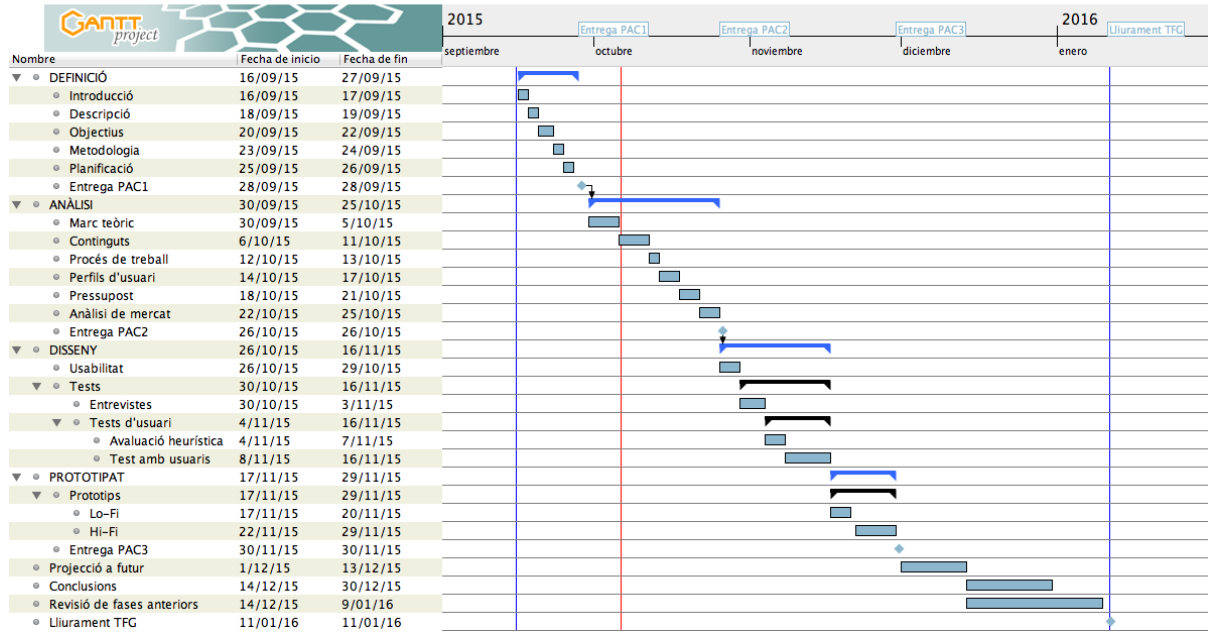 GANTT project
2015
2016
Entrega PAC1
Entrega PAC2
Entrega PAC3
Lliurament TFG
septiembre
octubre
noviembre
diciembre
enero
Nombre Fecha de inicio Fecha de fin
DEFINICIÓ 16/09/15 27/09/15
Introducció 16/09/15 17/09/15
Descripció 18/09/15 19/09/15
Objectius 20/09/15 22/09/15
Metodologia 23/09/15 24/09/15
Planificació 25/09/15 26/09/15
Entrega PAC1 28/09/15 28/09/15
ANÀLISI 30/09/15 25/10/15
Marc teòric 30/09/15 5/10/15
Continguts 6/10/15 11/10/15
Procés de treball 12/10/15 13/10/15
Perfils d'usuari 14/10/15 17/10/15
Pressupost 18/10/15 21/10/15
Anàlisi de mercat 22/10/15 25/10/15
Entrega PAC2 26/10/15 26/10/15
DISSENY 26/10/15 16/11/15
Usabilitat 26/10/15 29/10/15
Tests 30/10/15 16/11/15
Entrevistes 30/10/15 3/11/15
Tests d'usuari 4/11/15 16/11/15
Avaluació heurística 4/11/15 7/11/15
Test amb usuaris 8/11/15 16/11/15
PROTOTIPAT 17/11/15 29/11/15
Prototips 17/11/15 29/11/15
Lo-Fi 17/11/15 20/11/15
Hi-Fi 22/11/15 29/11/15
Entrega PAC3 30/11/15 30/11/15
Projecció a futur 1/12/15 13/12/15
Conclusions 14/12/15 30/12/15
Revisió de fases anteriors 14/12/15 9/01/16
Lliurament TFG 11/01/16 11/01/16